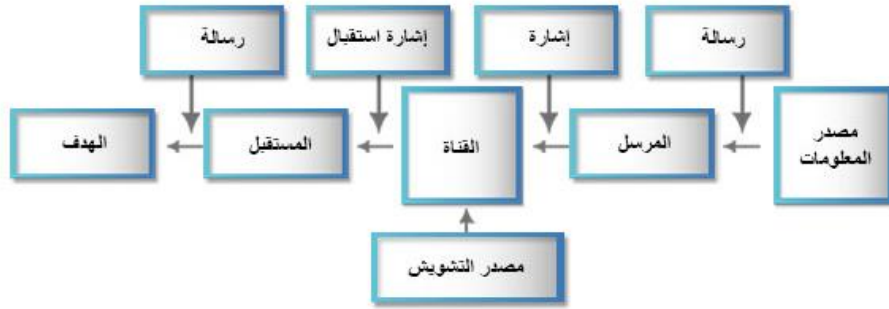 رسالة
إشارة
إشارة استقبال
رسالة
مصدر
المعلومات
المرسل
القناة
المستقبل
الهدف
مصدر التشويش